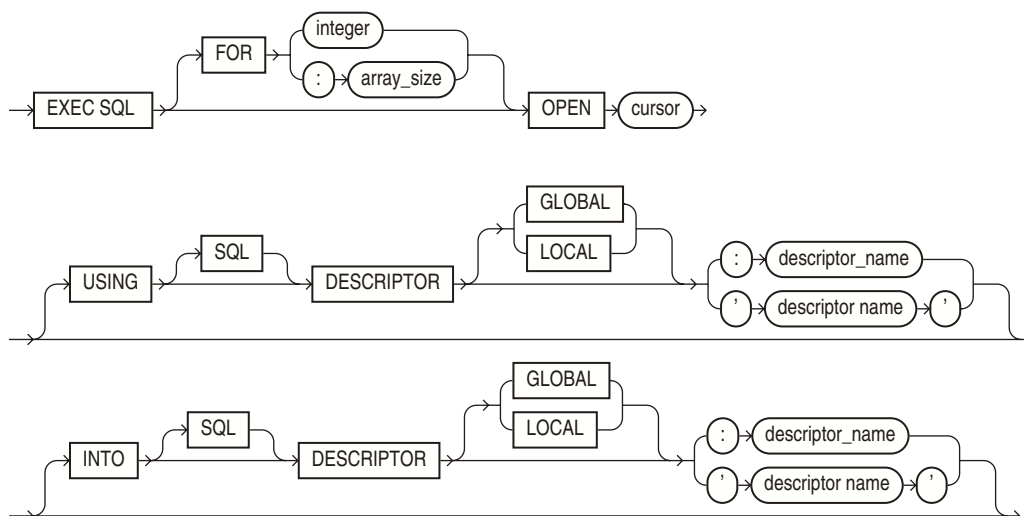 integer
FOR
: array_size
EXEC SQL OPEN cursor
GLOBAL
SQL LOCAL : descriptor_name
USING DESCRIPTOR ' descriptor name '
GLOBAL
SQL LOCAL : descriptor_name
INTO DESCRIPTOR ' descriptor name '